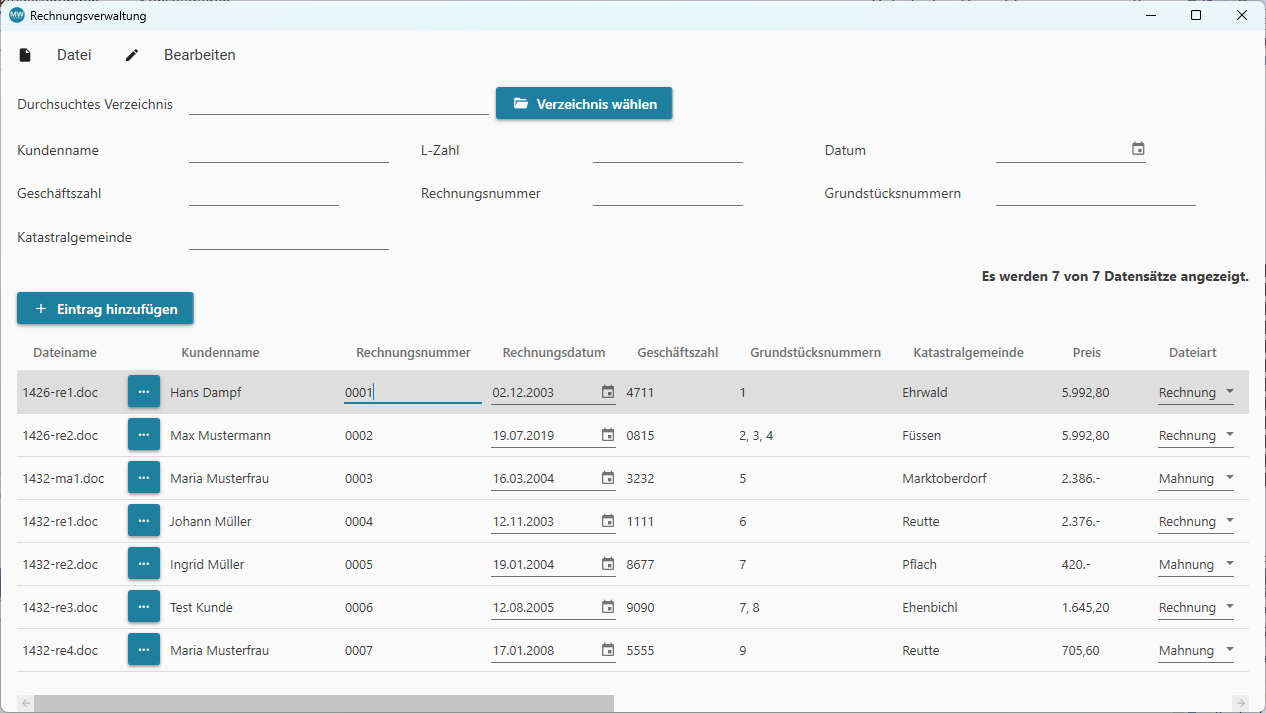 MW Rechnungsverwaltung
Datei Bearbeiten
Durchsuchtes Verzeichnis Verzeichnis wählen
Kundenname L-Zahl Datum
Geschäftszahl Rechnungsnummer Grundstücksnummern
Katastralgemeinde
Es werden 7 von 7 Datensätze angezeigt.
+ Eintrag hinzufügen
Dateiname Kundenname Rechnungsnummer Rechnungsdatum Geschäftszahl Grundstücksnummern Katastralgemeinde Preis Dateiart
1426-re1.doc ... Hans Dampf 0001 02.12.2003 4711 1 Ehrwald 5.992,80 Rechnung
1426-re2.doc ... Max Mustermann 0002 19.07.2019 0815 2, 3, 4 Füssen 5.992,80 Rechnung
1432-ma1.doc ... Maria Musterfrau 0003 16.03.2004 3232 5 Marktoberdorf 2.386.- Mahnung
1432-re1.doc ... Johann Müller 0004 12.11.2003 1111 6 Reutte 2.376.- Rechnung
1432-re2.doc ... Ingrid Müller 0005 19.01.2004 8677 7 Pflach 420.- Mahnung
1432-re3.doc ... Test Kunde 0006 12.08.2005 9090 7, 8 Ehenbichl 1.645,20 Rechnung
1432-re4.doc ... Maria Musterfrau 0007 17.01.2008 5555 9 Reutte 705,60 Mahnung